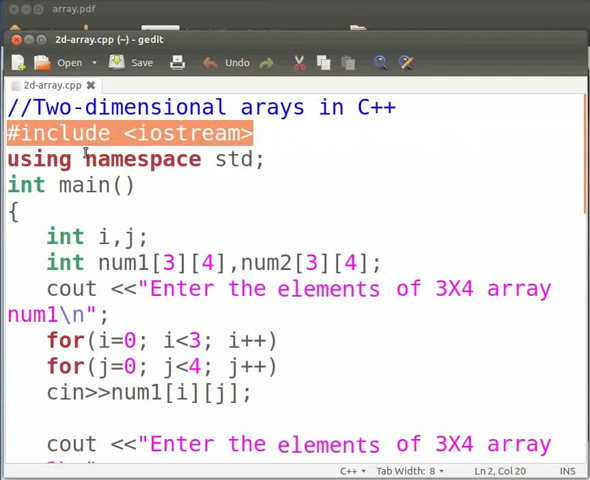 array.pdf
2d-array.cpp (~) - gedit
Open Save Undo
2d-array.cpp
//Two-dimensional arays in C++
#include <iostream>
using namespace std;
int main()
{
int i,j;
int num1[3][4],num2[3][4];
cout <<"Enter the elements of 3X4 array
num1\n";
for(i=0; i<3; i++)
for(j=0; j<4; j++)
cin>>num1[i][j];
cout <<"Enter the elements of 3X4 array
C++ Tab Width: 8 Ln 2, Col 20 INS